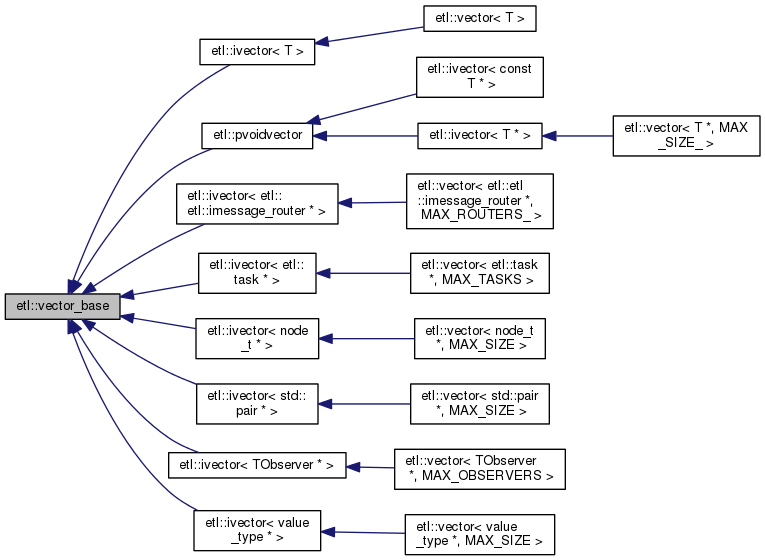 etl::vector< T >
etl::ivector< T >
etl::ivector< const
T * >
etl::pvoidvector
etl::ivector< T * >
etl::vector< T *, MAX
_SIZE_ >
etl::ivector< etl::
etl::imessage_router * >
etl::vector< etl::etl
::imessage_router *,
MAX_ROUTERS_ >
etl::ivector< etl::
task * >
etl::vector< etl::task
*, MAX_TASKS >
etl::vector_base
etl::ivector< node
_t * >
etl::vector< node_t
*, MAX_SIZE >
etl::ivector< std::
pair * >
etl::vector< std::pair
*, MAX_SIZE >
etl::ivector< TObserver * >
etl::vector< TObserver
*, MAX_OBSERVERS >
etl::ivector< value
_type * >
etl::vector< value
_type *, MAX_SIZE >